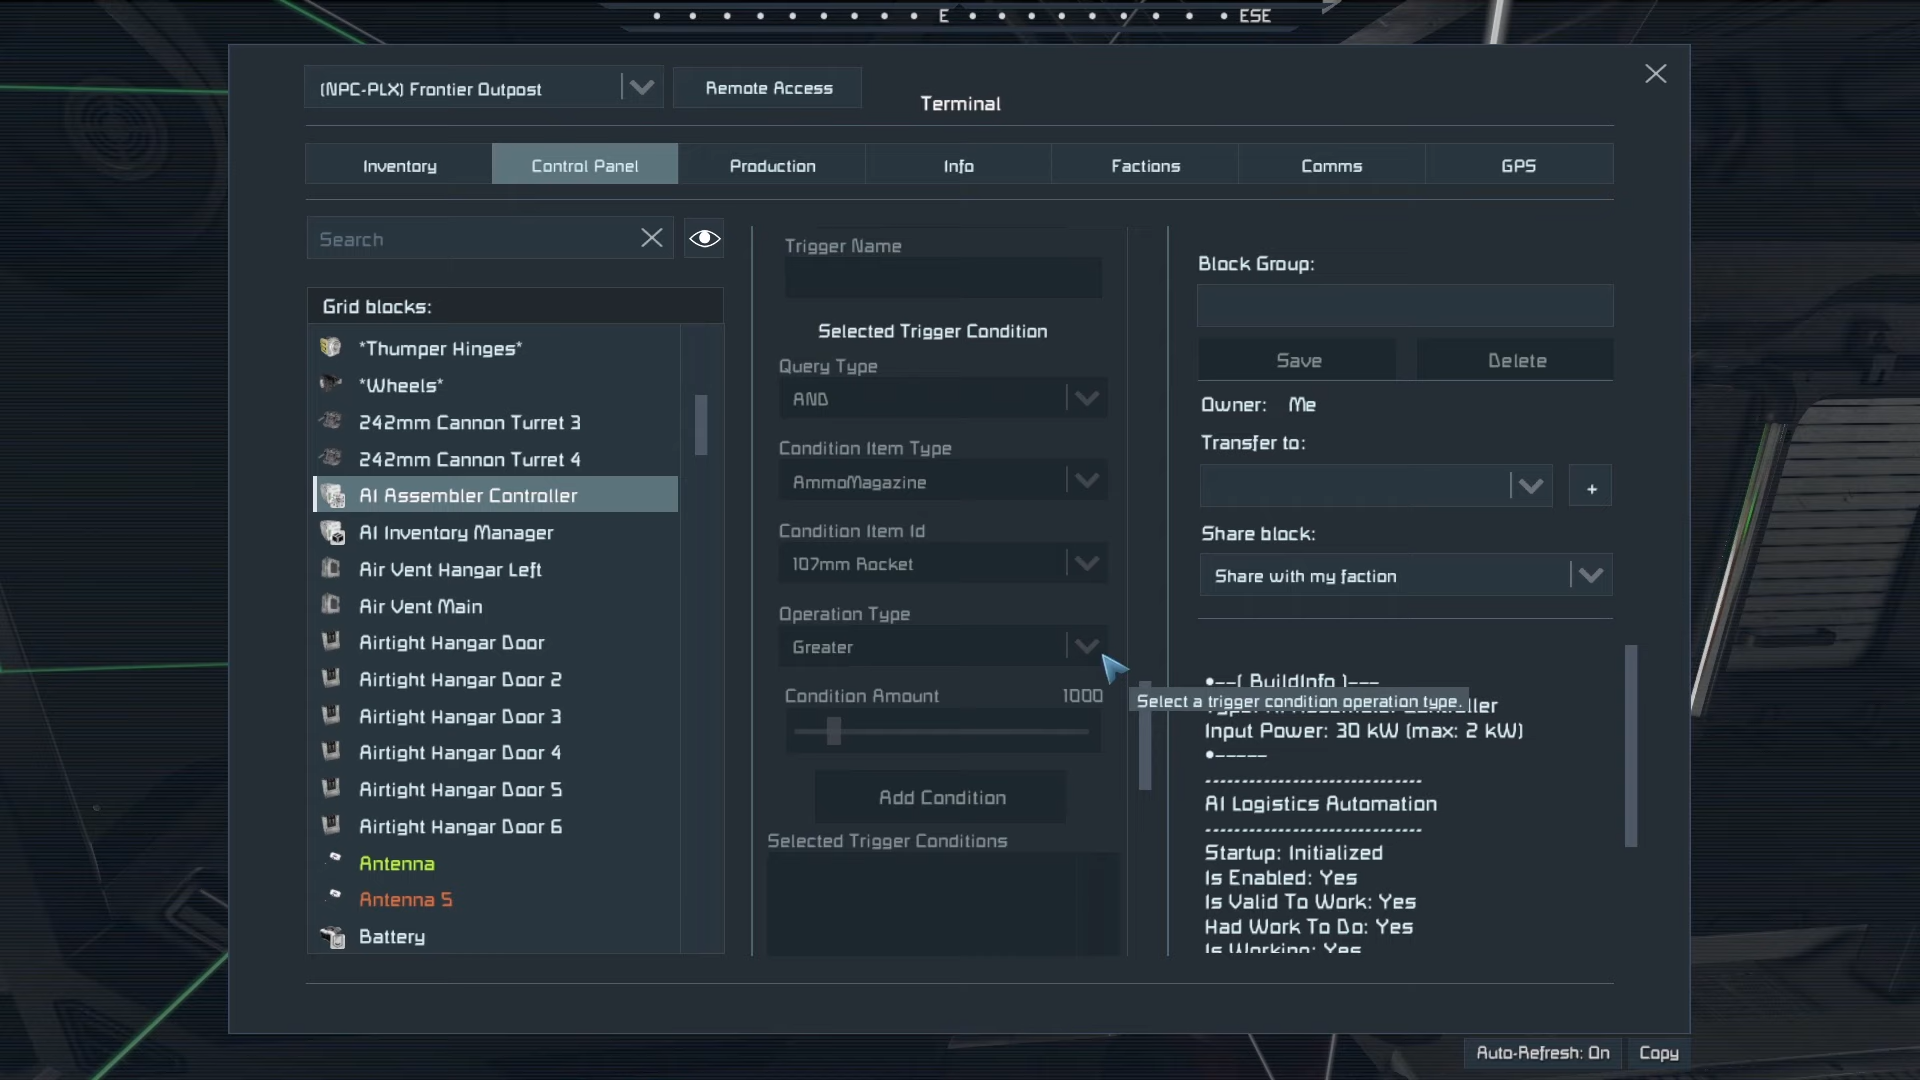 E
ESE
(NPC-PLX) Frontier Outpost
Remote Access
Terminal
Inventory
Control Panel
Production
Info
Factions
Comms
GPS
Search
Grid blocks:
*Thumper Hinges*
*Wheels*
242mm Cannon Turret 3
242mm Cannon Turret 4
AI Assembler Controller
AI Inventory Manager
Air Vent Hangar Left
Air Vent Main
Airtight Hangar Door
Airtight Hangar Door 2
Airtight Hangar Door 3
Airtight Hangar Door 4
Airtight Hangar Door 5
Airtight Hangar Door 6
Antenna
Antenna 5
Battery
Trigger Name
Selected Trigger Condition
Query Type
AND
Condition Item Type
AmmoMagazine
Condition Item Id
107mm Rocket
Operation Type
Greater
Condition Amount 1000
Add Condition
Selected Trigger Conditions
Select a trigger condition operation type.
Block Group:
Save
Delete
Owner: Me
Transfer to:
+
Share block:
Share with my faction
•--( BuildInfo )---
Input Power: 30 kW (max: 2 kW)
•-----
-----------------------------
AI Logistics Automation
-----------------------------
Startup: Initialized
Is Enabled: Yes
Is Valid To Work: Yes
Had Work To Do: Yes
Is Working: Yes
Auto-Refresh: On
Copy